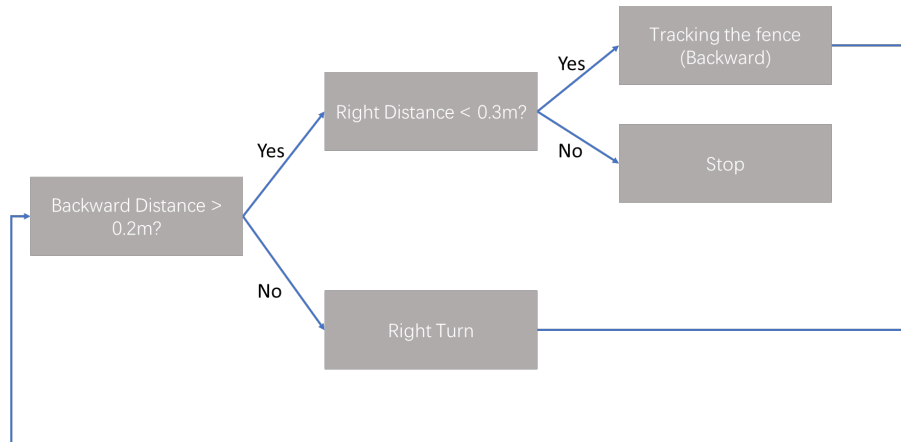 Tracking the fence
(Backward)
Yes
Right Distance < 0.3m?
No
Stop
Yes
Backward Distance >
0.2m?
No
Right Turn